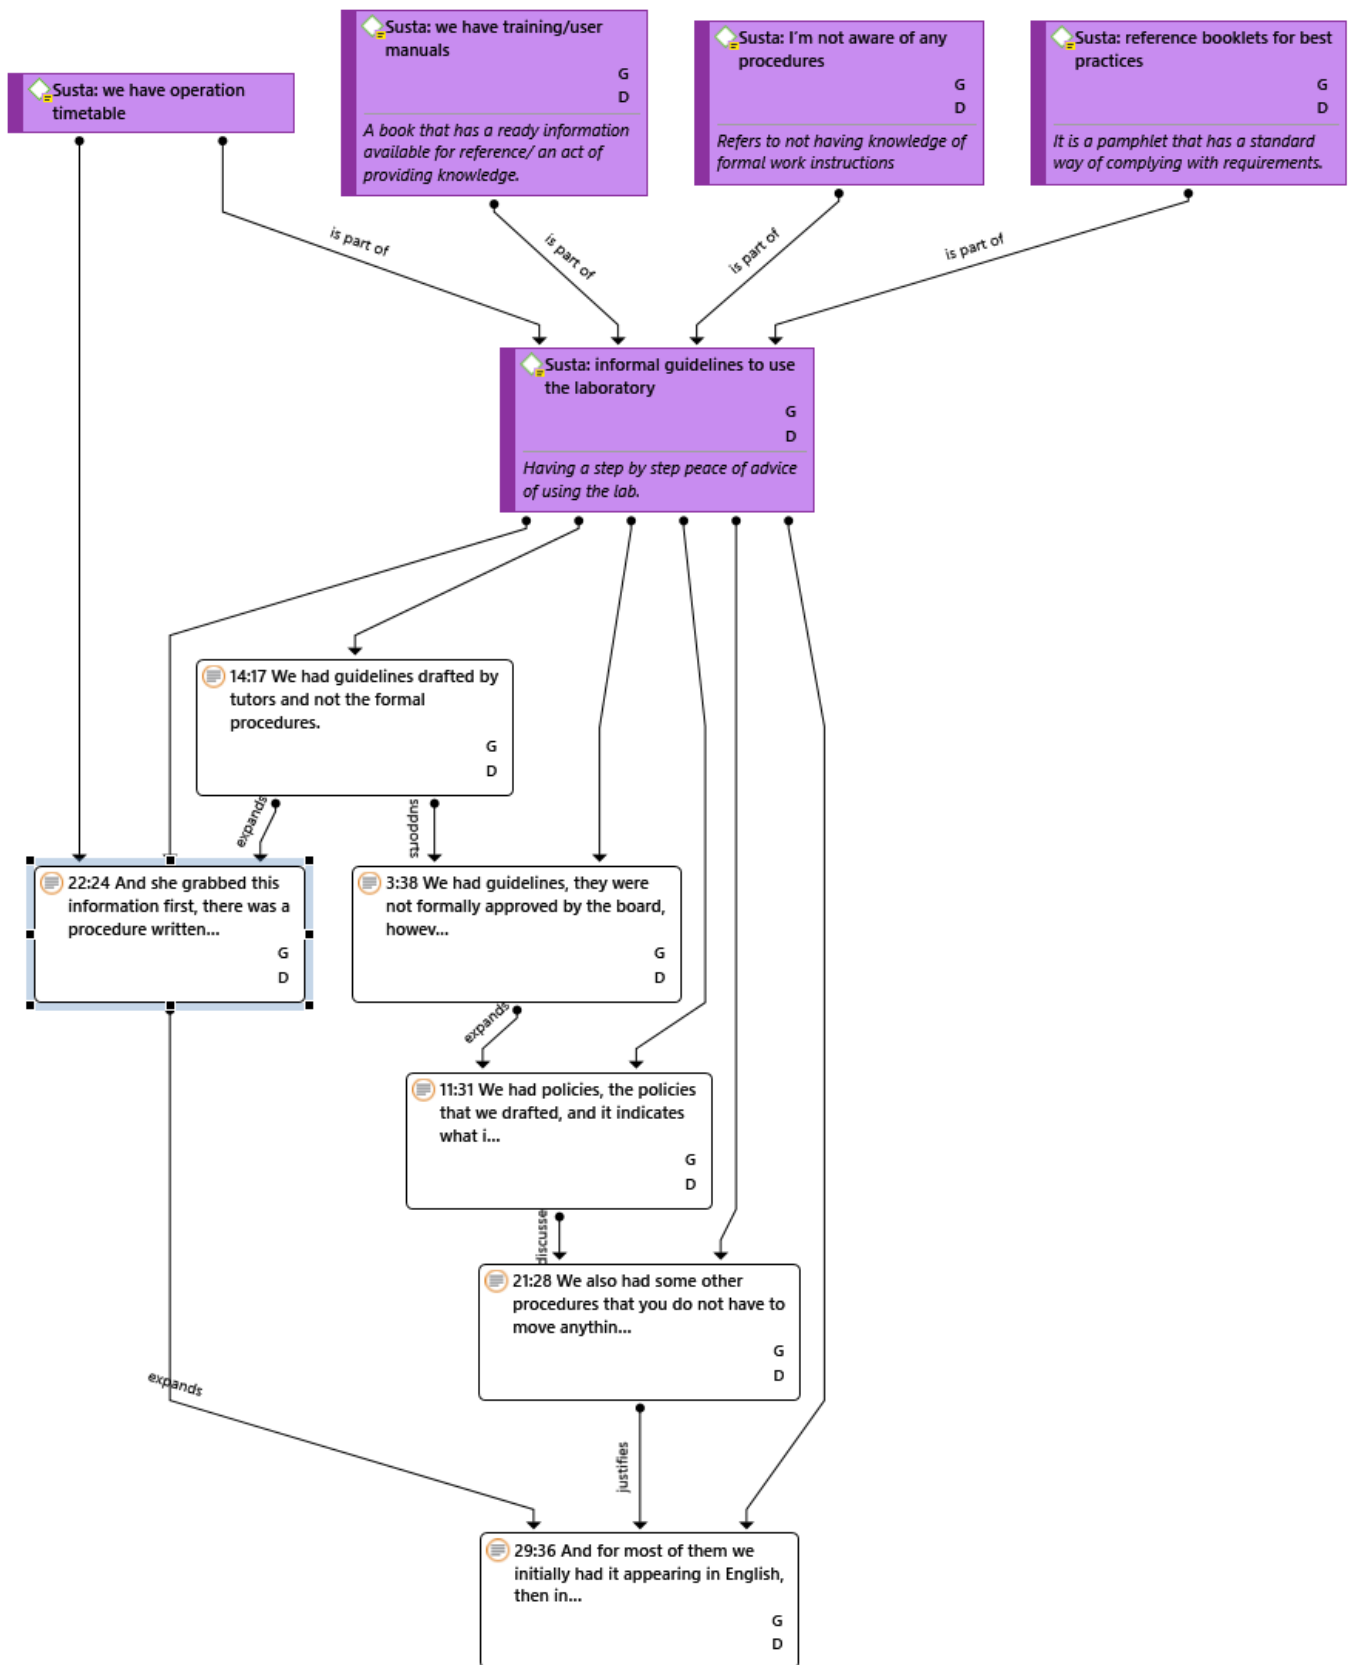 Susta: we have operation
timetable
Susta: we have training/user
manuals
G
D
A book that has a ready information
available for reference/ an act of
providing knowledge.
Susta: I'm not aware of any
procedures
G
D
Refers to not having knowledge of
formal work instructions
Susta: reference booklets for best
practices
G
D
It is a pamphlet that has a standard
way of complying with requirements.
is part of
is part of
is part of
is part of
Susta: informal guidelines to use
the laboratory
G
D
Having a step by step peace of advice
of using the lab.
14:17 We had guidelines drafted by
tutors and not the formal
procedures.
G
D
expands
supports
22:24 And she grabbed this
information first, there was a
procedure written...
G
D
3:38 We had guidelines, they were
not formally approved by the board,
howev...
G
D
expands
11:31 We had policies, the policies
that we drafted, and it indicates
what i...
G
D
discusse
21:28 We also had some other
procedures that you do not have to
move anythin...
G
D
expands
justifies
29:36 And for most of them we
initially had it appearing in English,
then in...
G
D